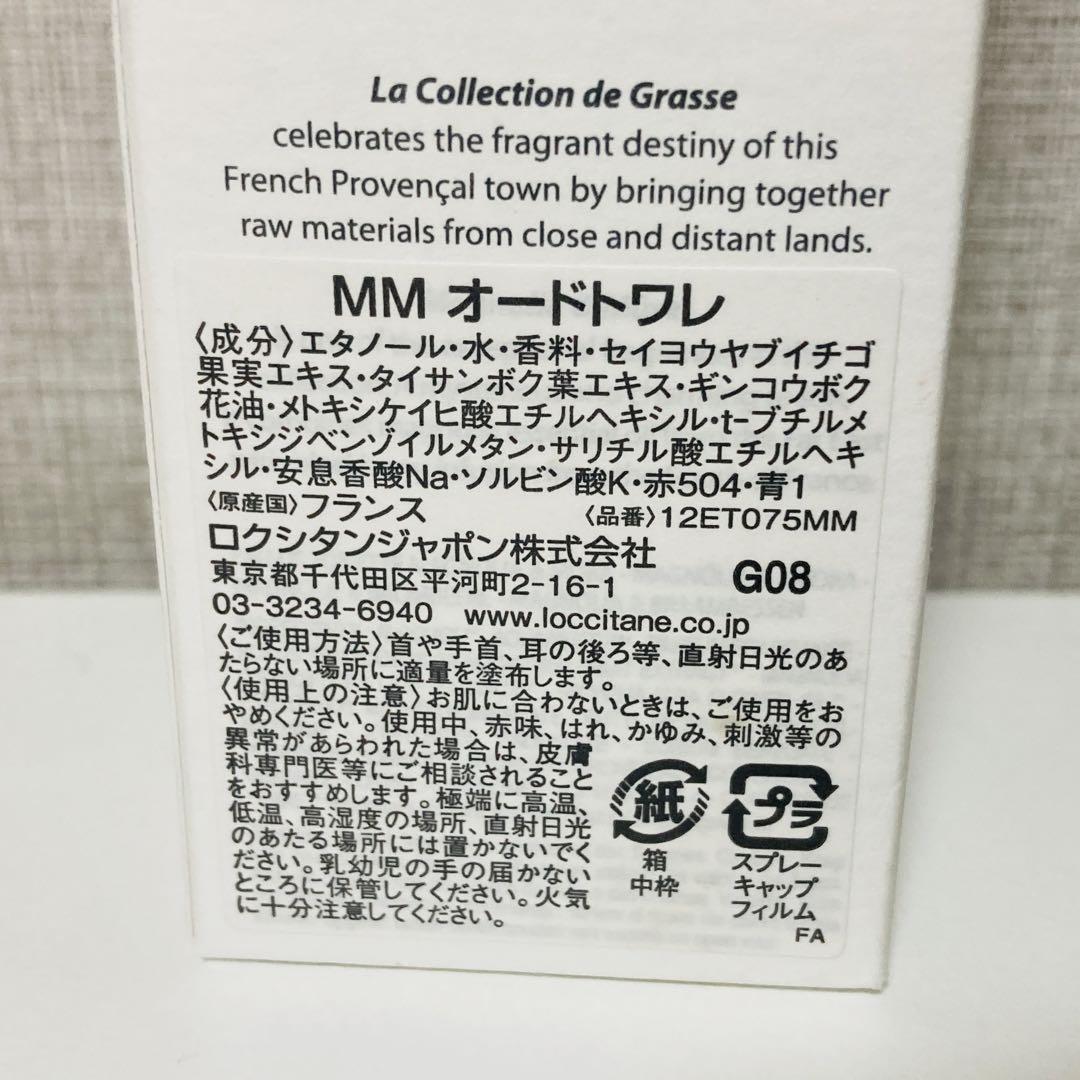 La Collection de Grasse
celebrates the fragrant destiny of this
French Provençal town by bringing together
raw materials from close and distant lands.
MM オードトワレ
〈成分〉エタノール・水・香料・セイヨウヤブイチゴ
果実エキス・タイサンボク葉エキス・ギンコウボク
花油・メトキシケイヒ酸エチルヘキシル・t-ブチルメ
トキシジベンゾイルメタン・サリチル酸エチルヘキ
シル・安息香酸Na・ソルビン酸K・赤504・青1
〈原産国〉フランス 〈品番〉12ET075MM
ロクシタンジャポン株式会社
東京都千代田区平河町2-16-1 G08
03-3234-6940 www.loccitane.co.jp
〈ご使用方法〉首や手首、耳の後ろ等、直射日光のあ
たらない場所に適量を塗布します。
〈使用上の注意〉お肌に合わないときは、ご使用をお
やめください。使用中、赤味、はれ、かゆみ、刺激等の
異常があらわれた場合は、皮膚
科専門医等にご相談されること
をおすすめします。極端に高温、
低温、高湿度の場所、直射日光
のあたる場所には置かないでく
ださい。乳幼児の手の届かない
ところに保管してください。火気
に十分注意してください。
紙
箱
中枠
プラ
スプレー
キャップ
フィルム
FA